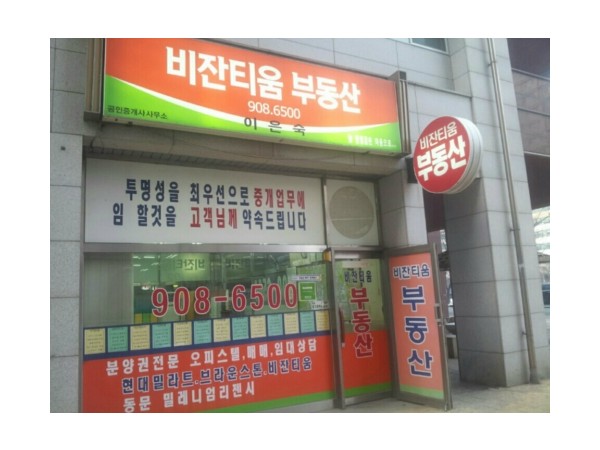 비잔티움 부동산
908.6500
공인중개사 사무소
이 은 숙
비잔티움
부동산
투명성을 최우선으로 중개업무에
임 할것을 고객님께 약속드립니다
908-6500
비잔티움
부동산
비잔티움
부동산
분양권전문 오피스텔,매매,임대상담
현대밀라트.브라운스톤.비잔티움
동문 밀레니엄리젠시